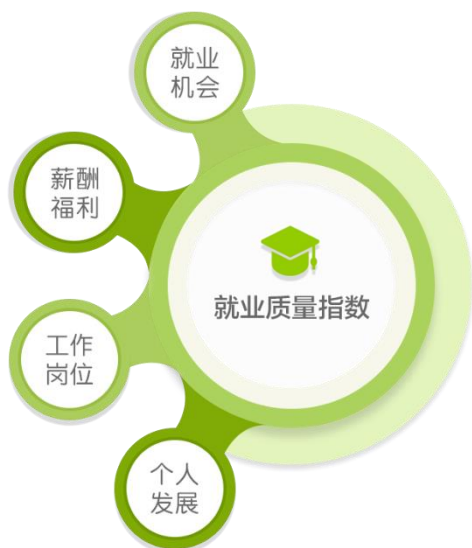 就业
机会
薪酬
福利
就业质量指数
工作
岗位
个人
发展